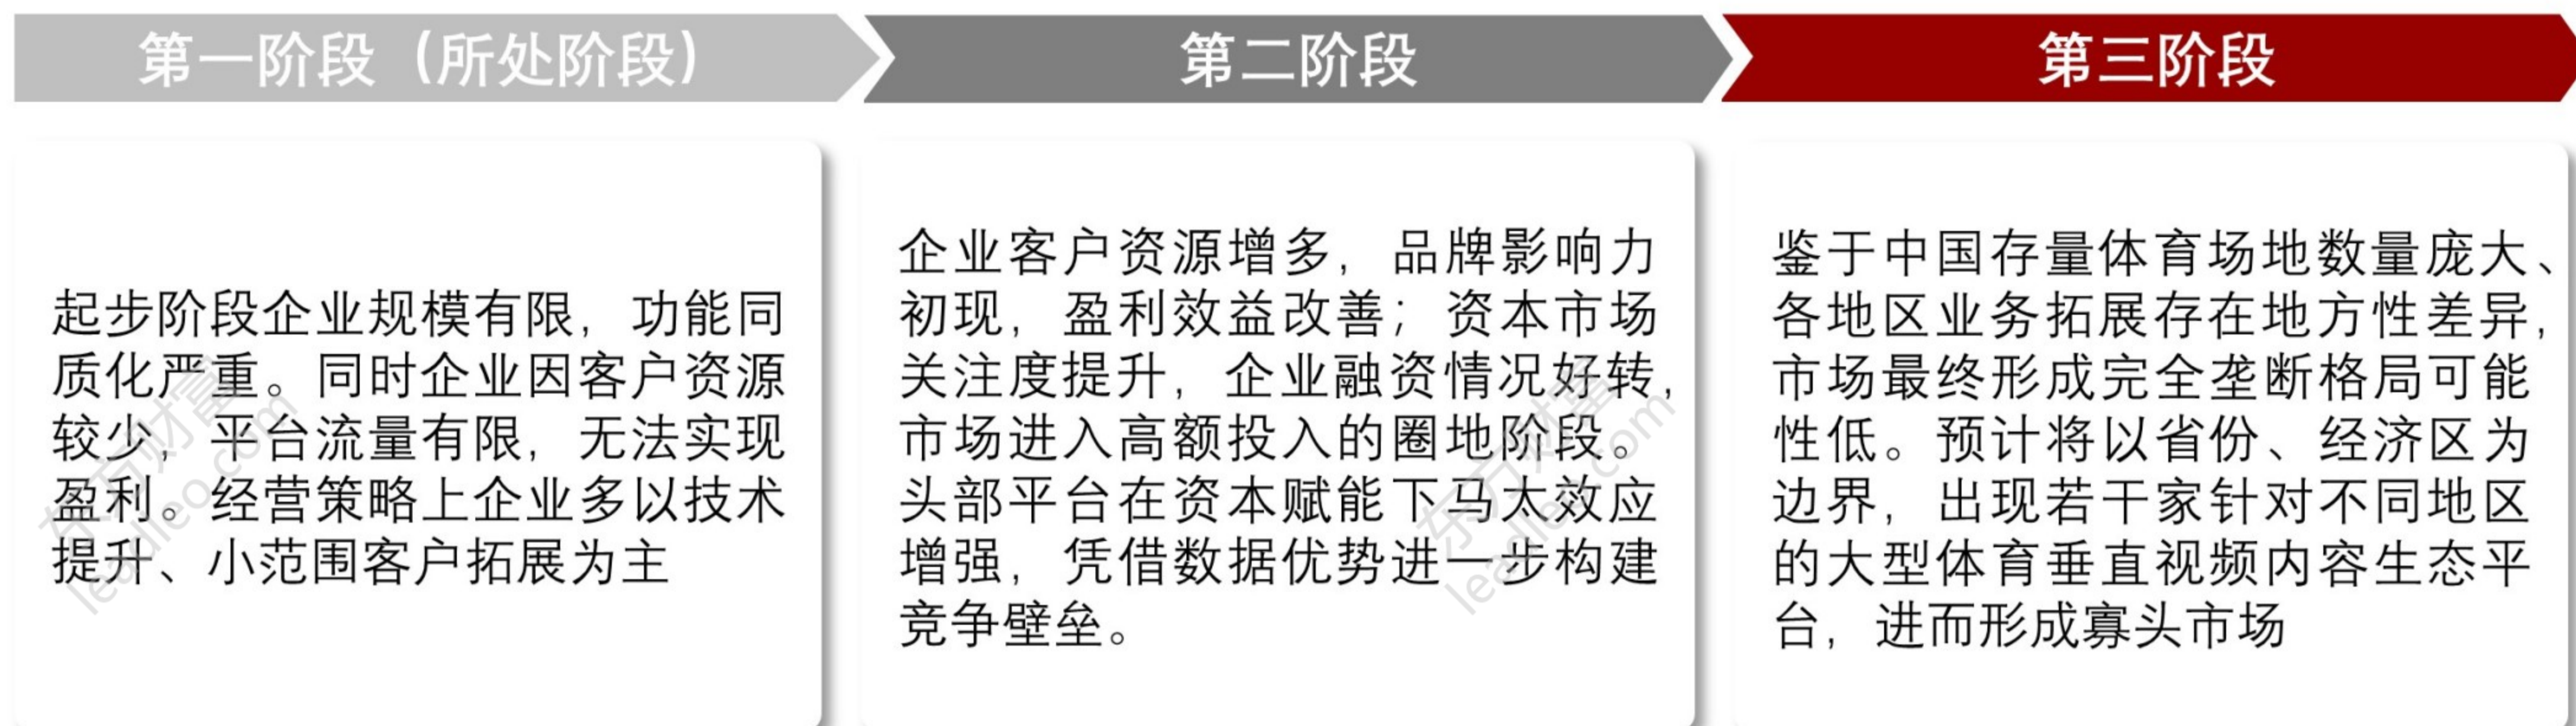 第一阶段（所处阶段）
第二阶段
第三阶段
起步阶段企业规模有限，功能同
质化严重。同时企业因客户资源
较少，平台流量有限，无法实现
盈利。经营策略上企业多以技术
提升、小范围客户拓展为主
企业客户资源增多，品牌影响力
初现，盈利效益改善；资本市场
关注度提升，企业融资情况好转，
市场进入高额投入的圈地阶段。
头部平台在资本赋能下马太效应
增强，凭借数据优势进一步构建
竞争壁垒。
鉴于中国存量体育场地数量庞大、
各地区业务拓展存在地方性差异，
市场最终形成完全垄断格局可能
性低。预计将以省份、经济区为
边界，出现若干家针对不同地区
的大型体育垂直视频内容生态平
台，进而形成寡头市场
东方财富
leadleo.com
东方财富
leadleo.com